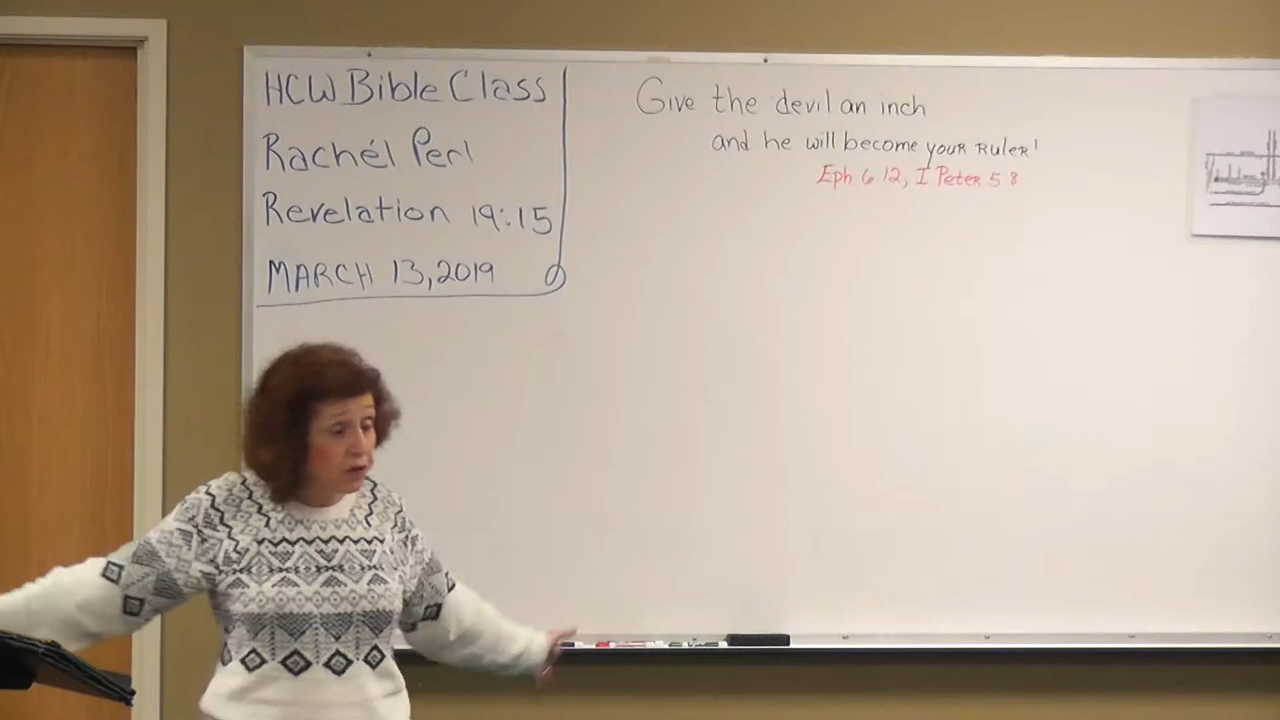 HCW Bible Class
Rachél Perl
Revelation 19:15
MARCH 13, 2019
Give the devil an inch
and he will become your RULER!
Eph 6:12, I Peter 5:8